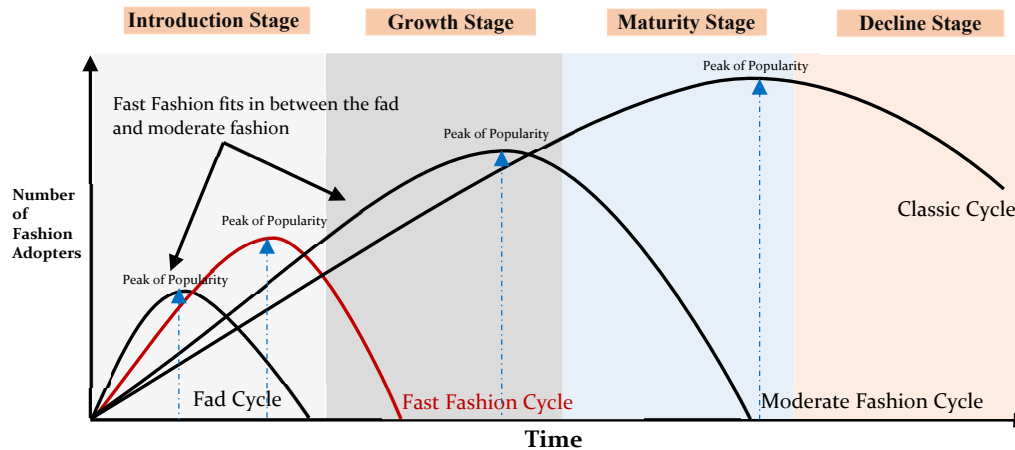 Introduction Stage
Growth Stage
Maturity Stage
Decline Stage
Peak of Popularity
Fast Fashion fits in between the fad
and moderate fashion
Peak of Popularity
Number
of
Fashion
Adopters
Classic Cycle
Peak of Popularity
Peak of Popularity
Fad Cycle
Fast Fashion Cycle
Moderate Fashion Cycle
Time